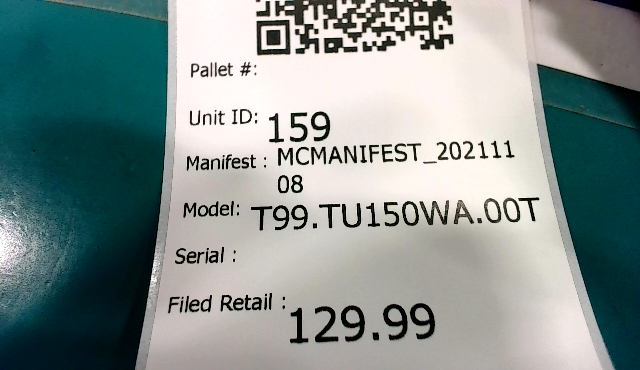 Pallet #:
Unit ID: 159
Manifest : MCMANIFEST_202111
08
Model: T99.TU150WA.00T
Serial :
Filed Retail : 129.99